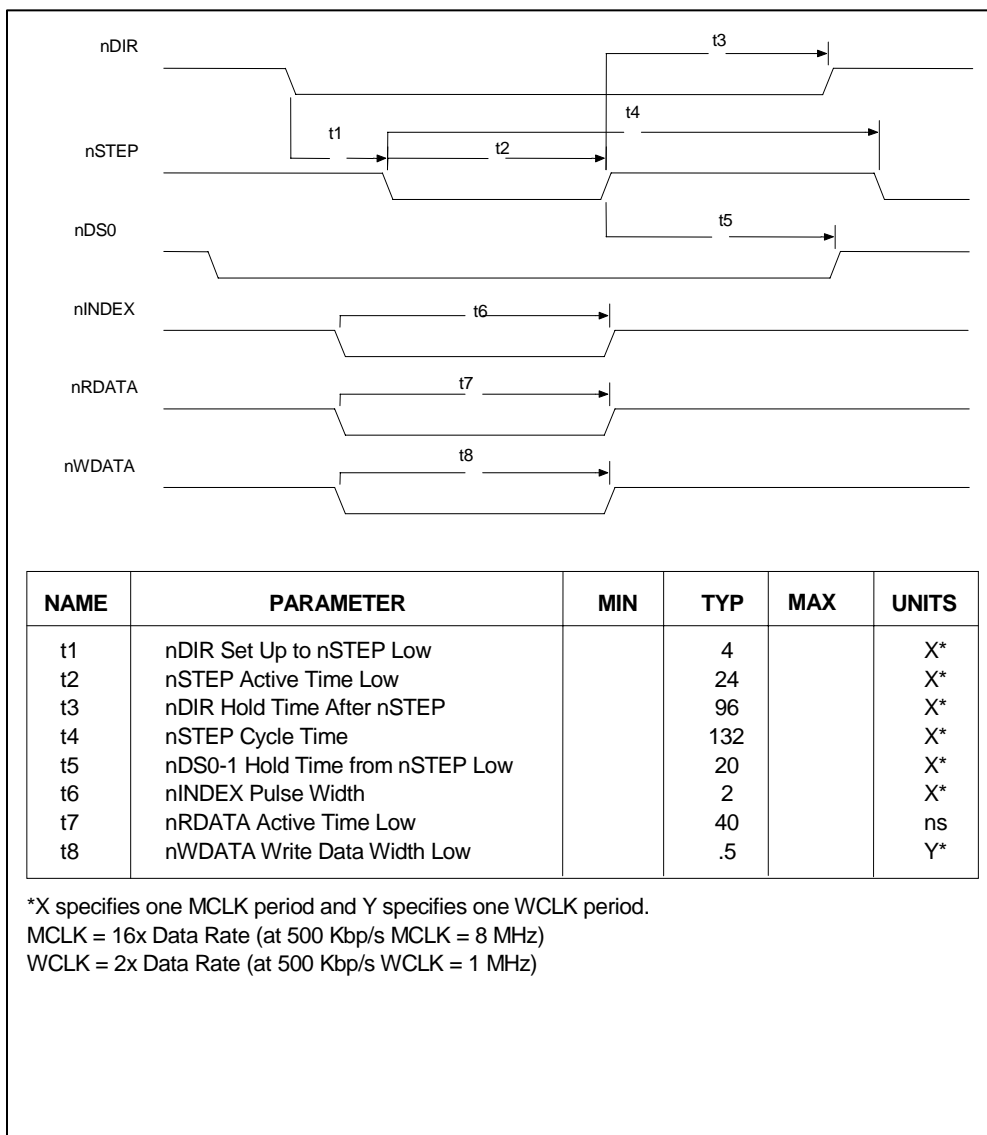 nDIR
t3
t4
t1
nSTEP
t2
nDS0
t5
nINDEX
t6
nRDATA
t7
nWDATA
t8
NAME PARAMETER MIN TYP MAX UNITS
t1 nDIR Set Up to nSTEP Low 4 X*
t2 nSTEP Active Time Low 24 X*
t3 nDIR Hold Time After nSTEP 96 X*
t4 nSTEP Cycle Time 132 X*
t5 nDS0-1 Hold Time from nSTEP Low 20 X*
t6 nINDEX Pulse Width 2 X*
t7 nRDATA Active Time Low 40 ns
t8 nWDATA Write Data Width Low .5 Y*
*X specifies one MCLK period and Y specifies one WCLK period.
MCLK = 16x Data Rate (at 500 Kbp/s MCLK = 8 MHz)
WCLK = 2x Data Rate (at 500 Kbp/s WCLK = 1 MHz)